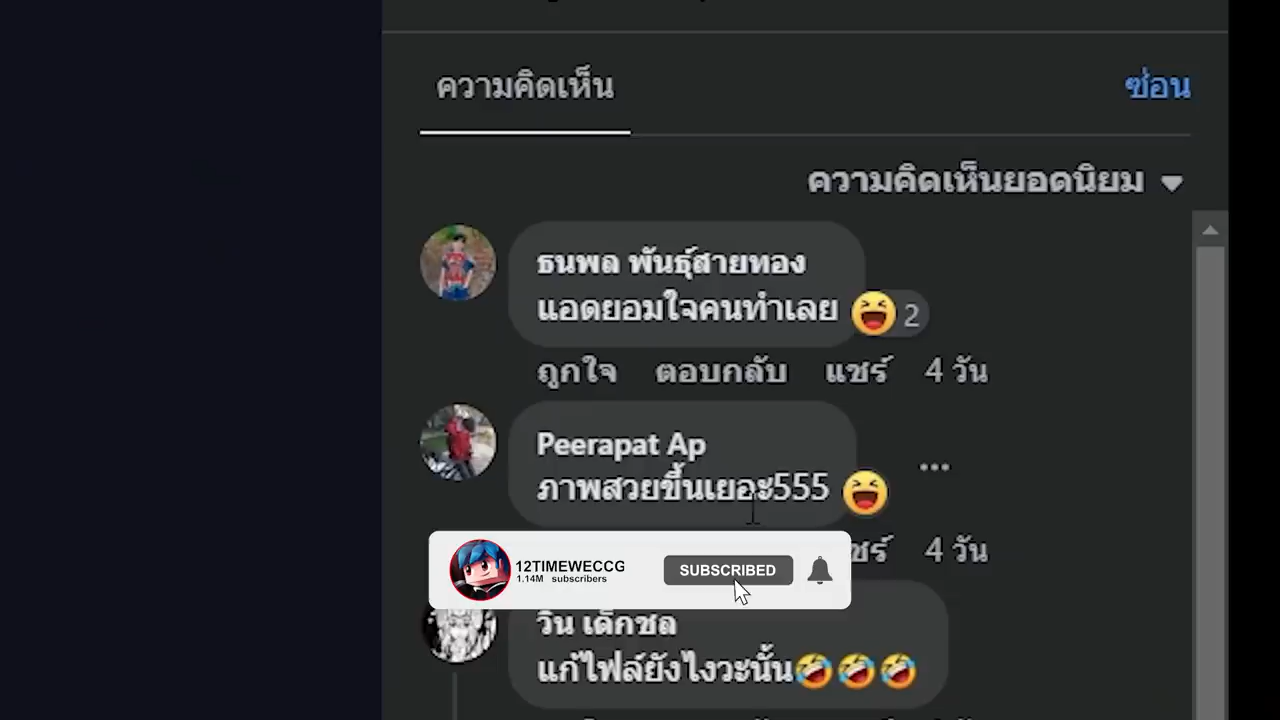 ความคิดเห็น
ซ่อน
ความคิดเห็นยอดนิยม
ธนพล พันธุ์สายทอง
แอดยอมใจคนทำเลย
2
ถูกใจ ตอบกลับ แชร์ 4 วัน
Peerapat Ap
ภาพสวยขึ้นเยอะ555
แชร์ 4 วัน
12TIMEWECCG
1.14M subscribers
SUBSCRIBED
วิน เด็กชล
แก้ไฟล์ยังไงวะนั้น🤣🤣🤣